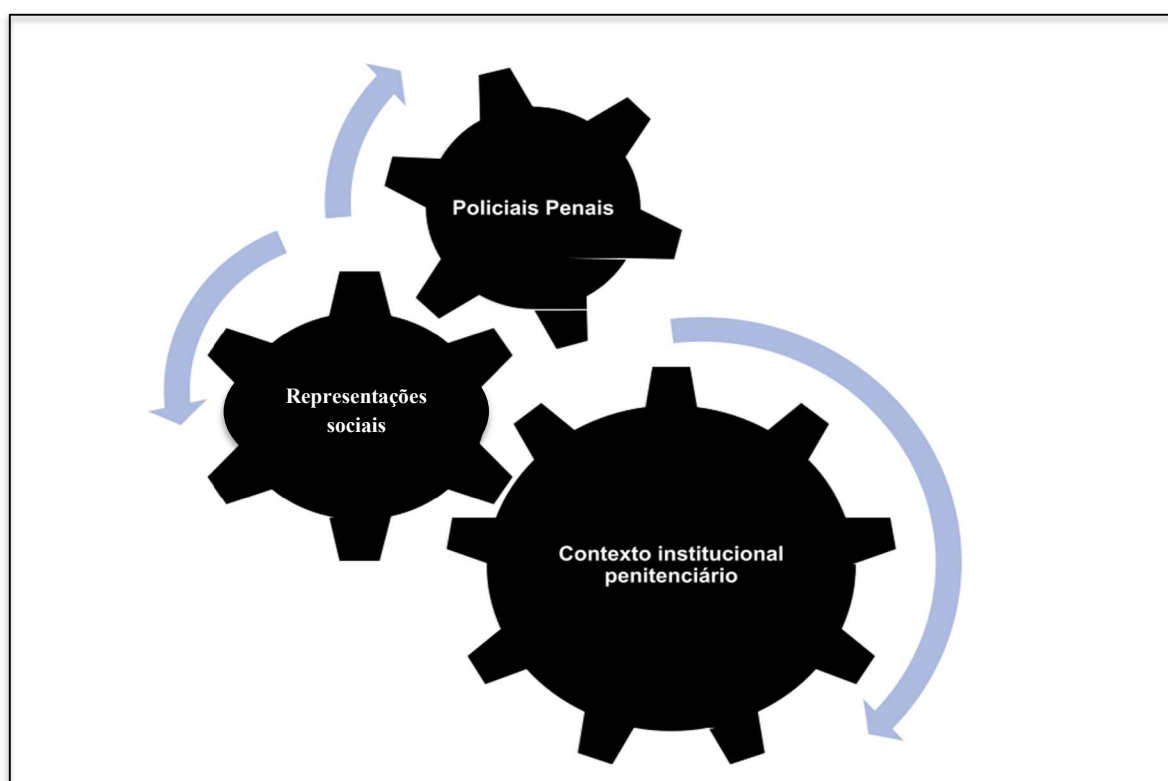 Policiais Penais
Representações
sociais
Contexto institucional
penitenciário